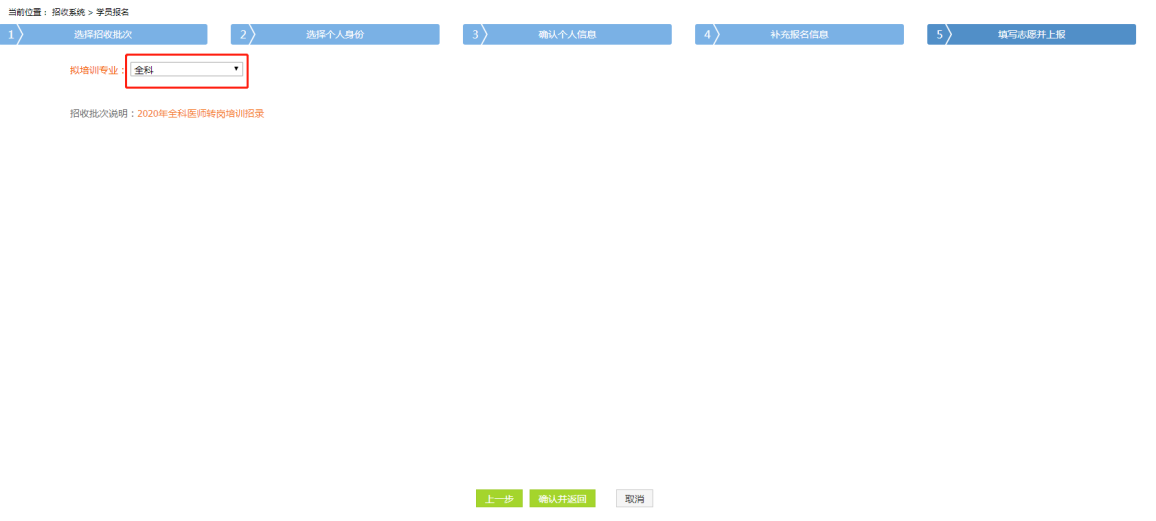 当前位置：招收系统 > 学员报名
1 选择招收批次 2 选择个人身份 3 确认个人信息 4 补充报名信息 5 填写志愿并上报
拟培训专业：全科
招收批次说明：2020年全科医师转岗培训招录
上一步 确认并返回 取消